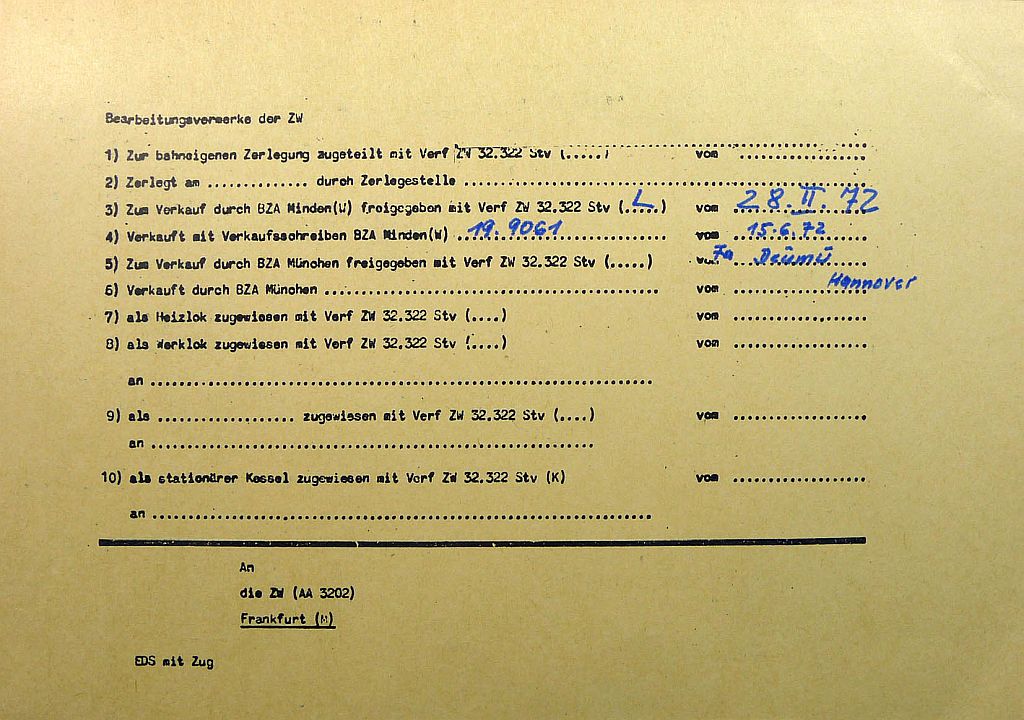 Bearbeitungsvermerke der ZW
1) Zur bahneigenen Zerlegung zugeteilt mit Verf ZW 32.322 Stv (.....) vom ..................
2) Zerlegt am .............. durch Zerlegestelle ..................
3) Zum Verkauf durch BZA Minden(W) freigegeben mit Verf ZW 32.322 Stv (..L..) vom 28.II.72
4) Verkauft mit Verkaufsschreiben BZA Minden(W) 19.9061 vom 15.6.72
5) Zum Verkauf durch BZA München freigegeben mit Verf ZW 32.322 Stv (.....) vom Fa Deumü
Hannover
6) Verkauft durch BZA München .................. vom ..................
7) als Heizlok zugewiesen mit Verf ZW 32.322 Stv (....) vom ..................
8) als Werklok zugewiesen mit Verf ZW 32.322 Stv (....) vom ..................
an ..................
9) als .................. zugewiesen mit Verf ZW 32.322 Stv (....) vom ..................
an ..................
10) als stationärer Kessel zugewiesen mit Verf ZW 32.322 Stv (K) vom ..................
an ..................
An
die ZW (AA 3202)
Frankfurt (M)
EDS mit Zug